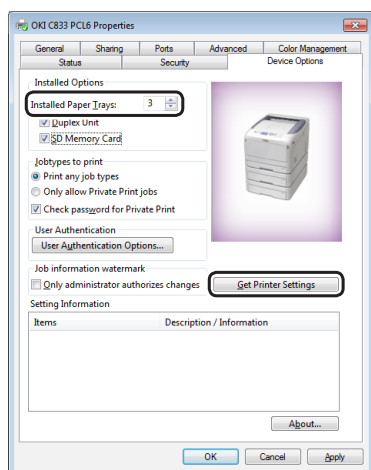 OKI C833 PCL6 Properties
General Sharing Ports Advanced Color Management
Status Security Device Options
Installed Options
Installed Paper Trays: 3
Duplex Unit
SD Memory Card
Jobtypes to print
Print any job types
Only allow Private Print jobs
Check password for Private Print
User Authentication
User Authentication Options...
Job information watermark
Only administrator authorizes changes
Get Printer Settings
Setting Information
Items Description / Information
About...
OK Cancel Apply